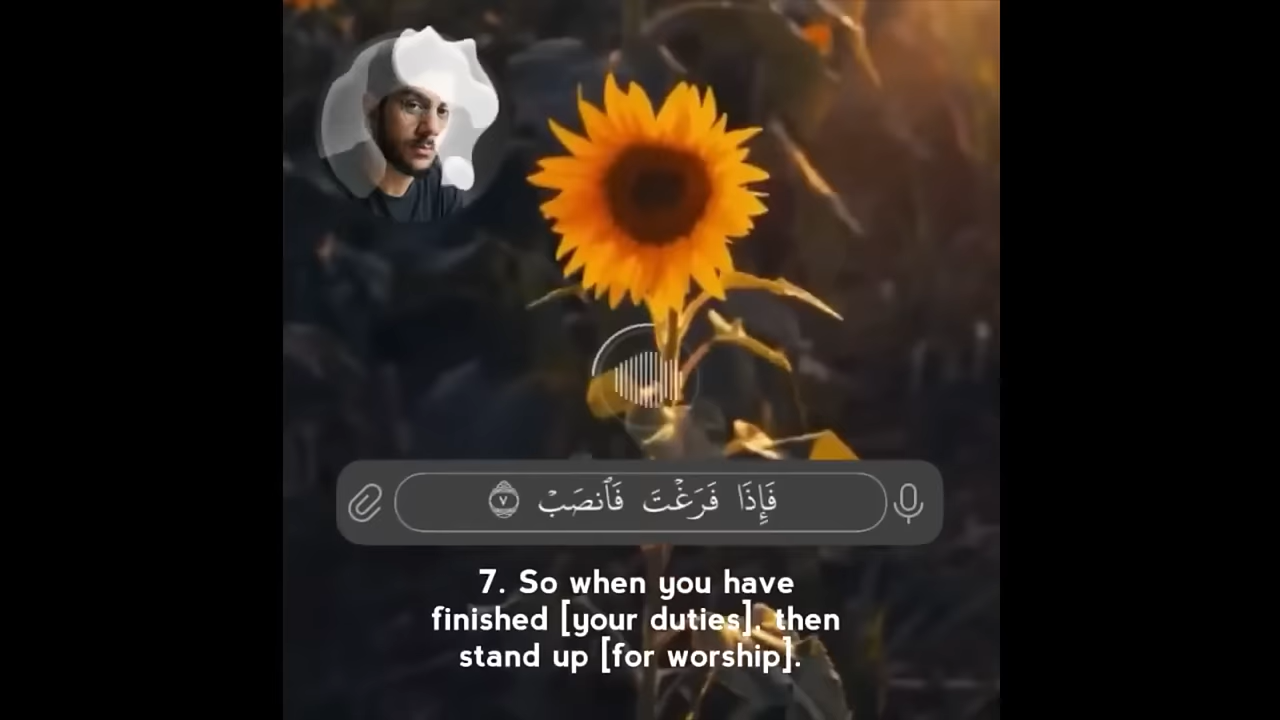 فَإِذَا فَرَغْتَ فَٱنصَبْ ٧
7. So when you have
finished [your duties], then
stand up [for worship].